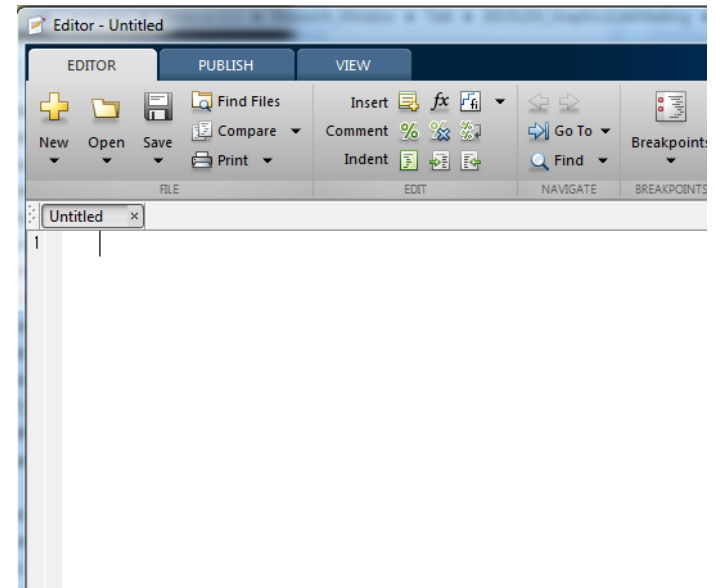 Editor - Untitled
EDITOR PUBLISH VIEW
Find Files Insert fx fi
New Open Save Compare Comment % Go To Breakpoints
Print Indent Find
FILE EDIT NAVIGATE BREAKPOINTS
Untitled ×
1